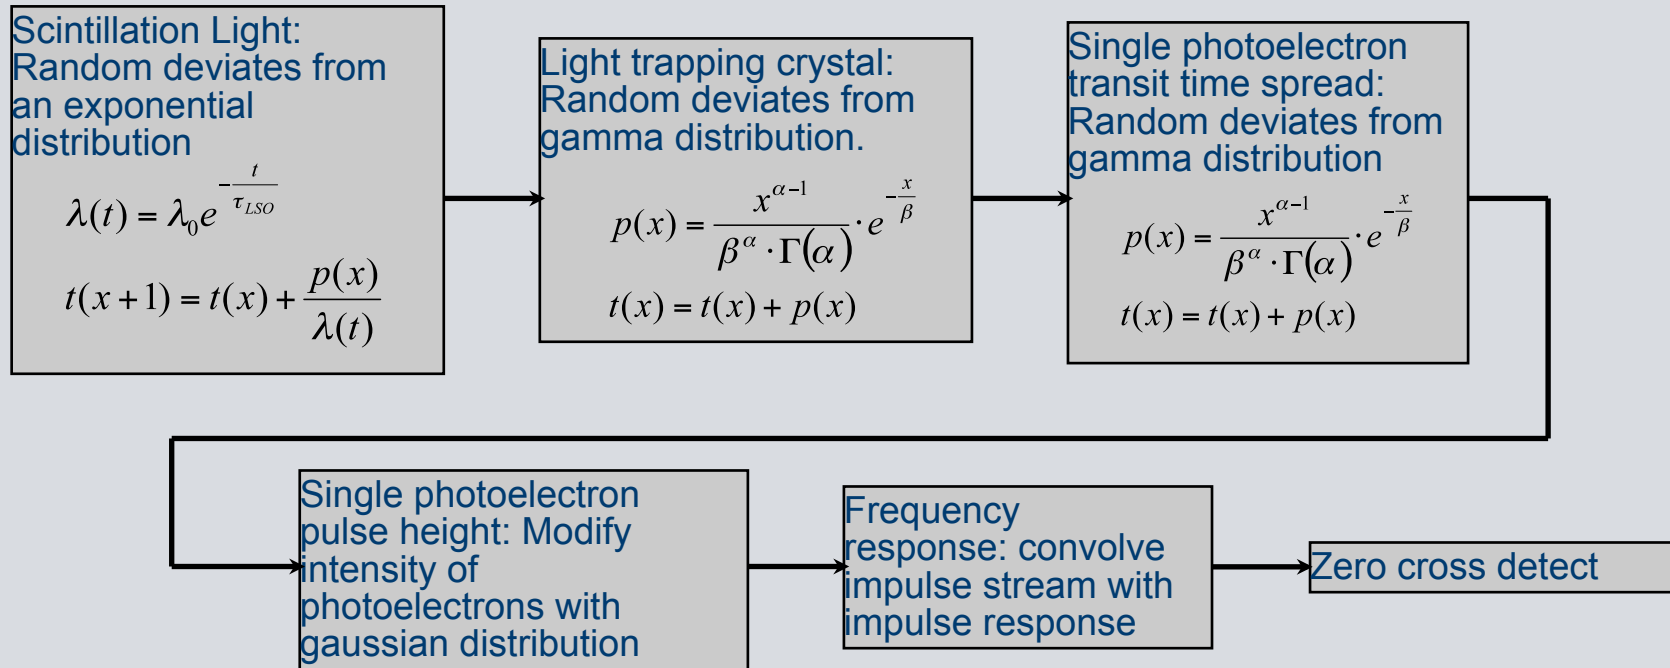 Scintillation Light:
Random deviates from
an exponential
distribution
λ(t) = λ₀e^(-t/τ_LSO)
t(x+1) = t(x) + p(x)/λ(t)
Light trapping crystal:
Random deviates from
gamma distribution.
p(x) = x^(α-1)/(β^α · Γ(α)) · e^(-x/β)
t(x) = t(x) + p(x)
Single photoelectron
transit time spread:
Random deviates from
gamma distribution
p(x) = x^(α-1)/(β^α · Γ(α)) · e^(-x/β)
t(x) = t(x) + p(x)
Single photoelectron
pulse height: Modify
intensity of
photoelectrons with
gaussian distribution
Frequency
response: convolve
impulse stream with
impulse response
Zero cross detect